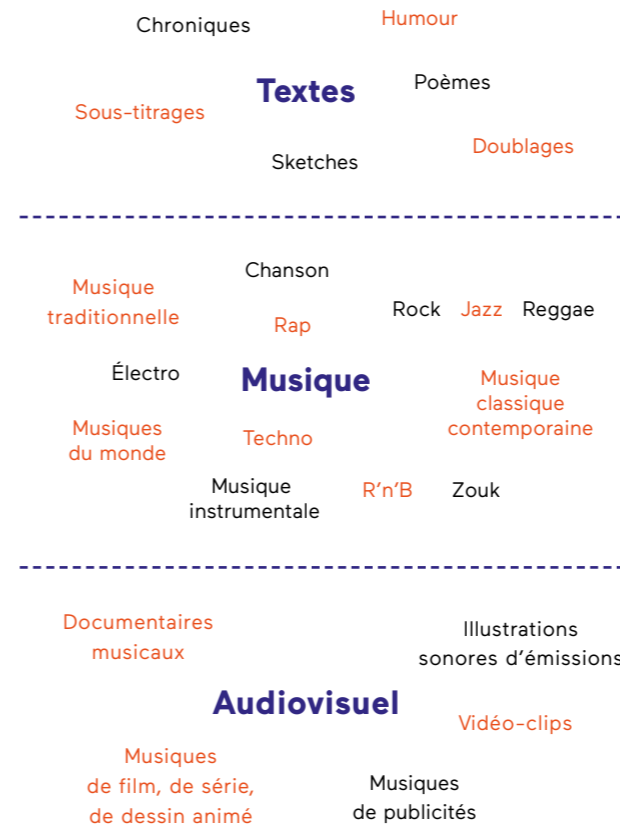 Chroniques
Humour
Textes
Poèmes
Sous-titrages
Doublages
Sketches
Chanson
Musique
traditionnelle
Rap
Rock Jazz Reggae
Électro
Musique
Musique
classique
contemporaine
Musiques
du monde
Techno
Musique
instrumentale
R'n'B
Zouk
Documentaires
musicaux
Illustrations
sonores d'émissions
Audiovisuel
Vidéo-clips
Musiques
de film, de série,
de dessin animé
Musiques
de publicités